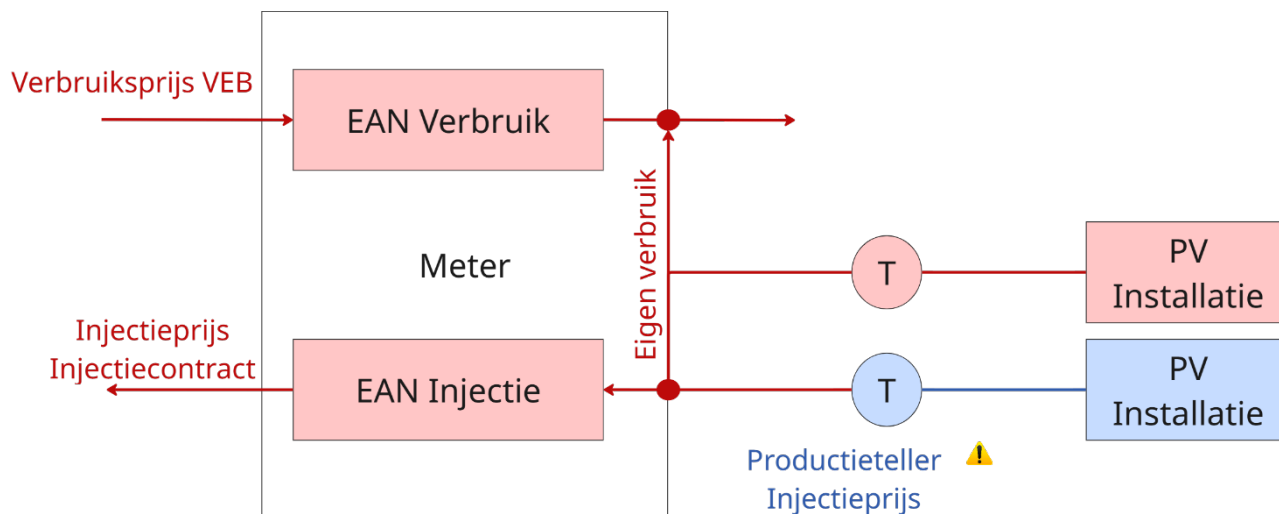 Verbruiksprijs VEB
EAN Verbruik
Eigen verbruik
Meter
T
PV
Installatie
Injectieprijs
Injectiecontract
EAN Injectie
T
PV
Installatie
Productieteller
Injectieprijs